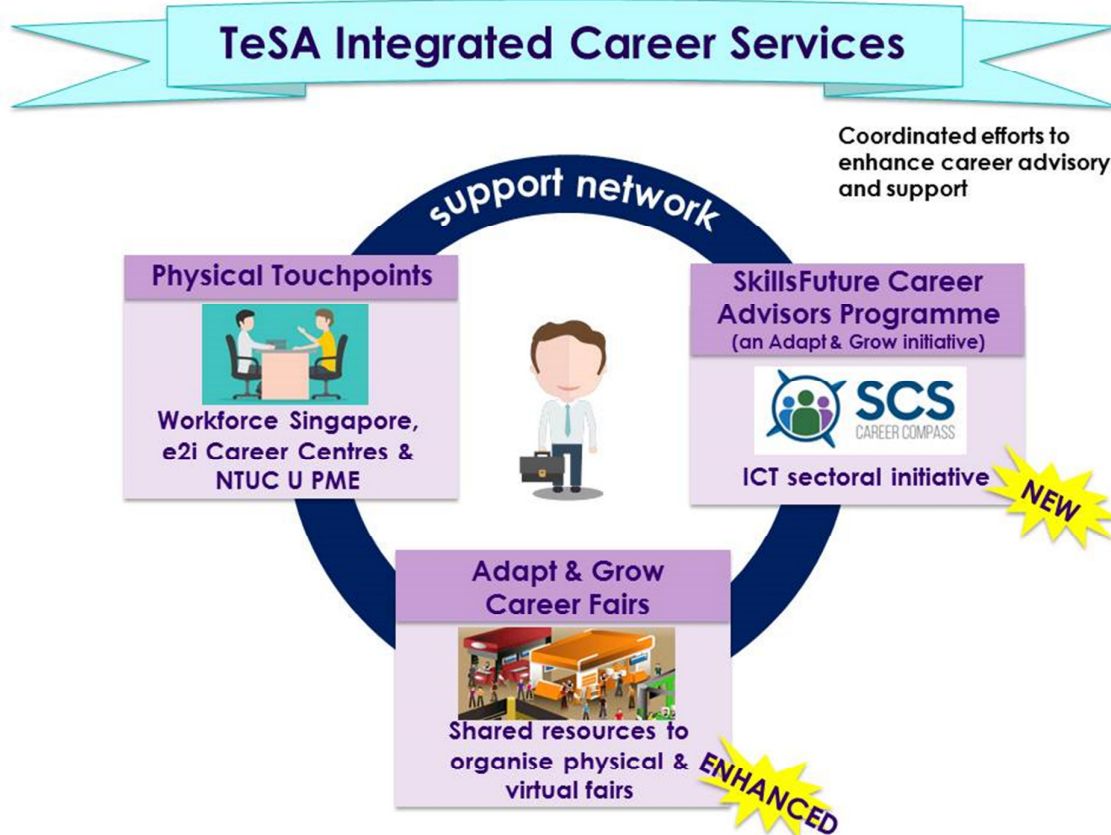 TeSA Integrated Career Services
Coordinated efforts to
enhance career advisory
and support
support network
Physical Touchpoints
Workforce Singapore,
e2i Career Centres &
NTUC U PME
SkillsFuture Career
Advisors Programme
(an Adapt & Grow initiative)
SCS
CAREER COMPASS
ICT sectoral initiative
NEW
Adapt & Grow
Career Fairs
Shared resources to
organise physical &
virtual fairs
ENHANCED